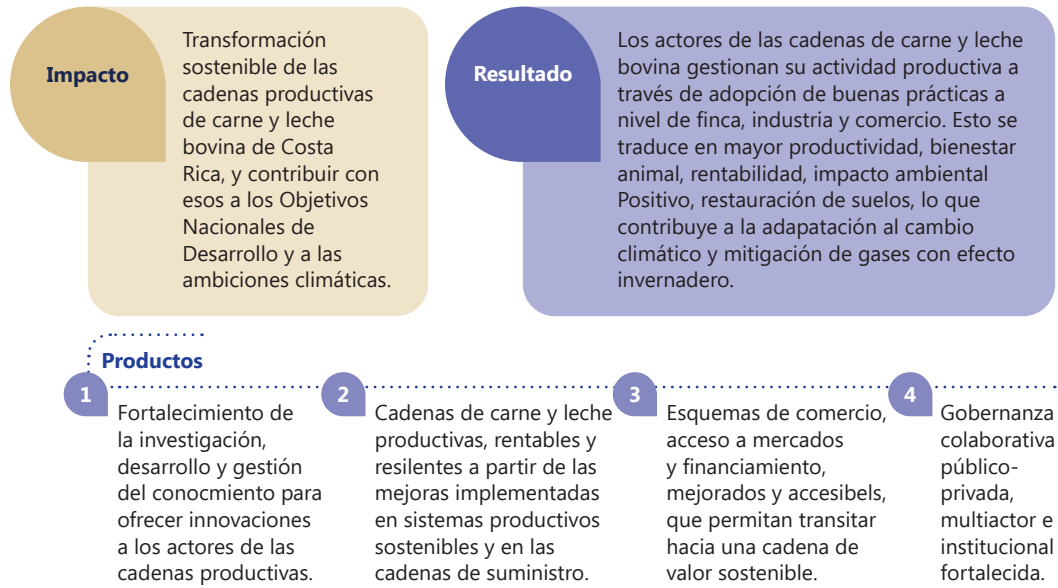 Impacto
Transformación
sostenible de las
cadenas productivas
de carne y leche
bovina de Costa
Rica, y contribuir con
esos a los Objetivos
Nacionales de
Desarrollo y a las
ambiciones climáticas.
Resultado
Los actores de las cadenas de carne y leche
bovina gestionan su actividad productiva a
través de adopción de buenas prácticas a
nivel de finca, industria y comercio. Esto se
traduce en mayor productividad, bienestar
animal, rentabilidad, impacto ambiental
Positivo, restauración de suelos, lo que
contribuye a la adapatación al cambio
climático y mitigación de gases con efecto
invernadero.
Productos
1
Fortalecimiento de
la investigación,
desarrollo y gestión
del conocmiento para
ofrecer innovaciones
a los actores de las
cadenas productivas.
2
Cadenas de carne y leche
productivas, rentables y
resilentes a partir de las
mejoras implementadas
en sistemas productivos
sostenibles y en las
cadenas de suministro.
3
Esquemas de comercio,
acceso a mercados
y financiamiento,
mejorados y accesibels,
que permitan transitar
hacia una cadena de
valor sostenible.
4
Gobernanza
colaborativa
público-
privada,
multiactor e
institucional
fortalecida.